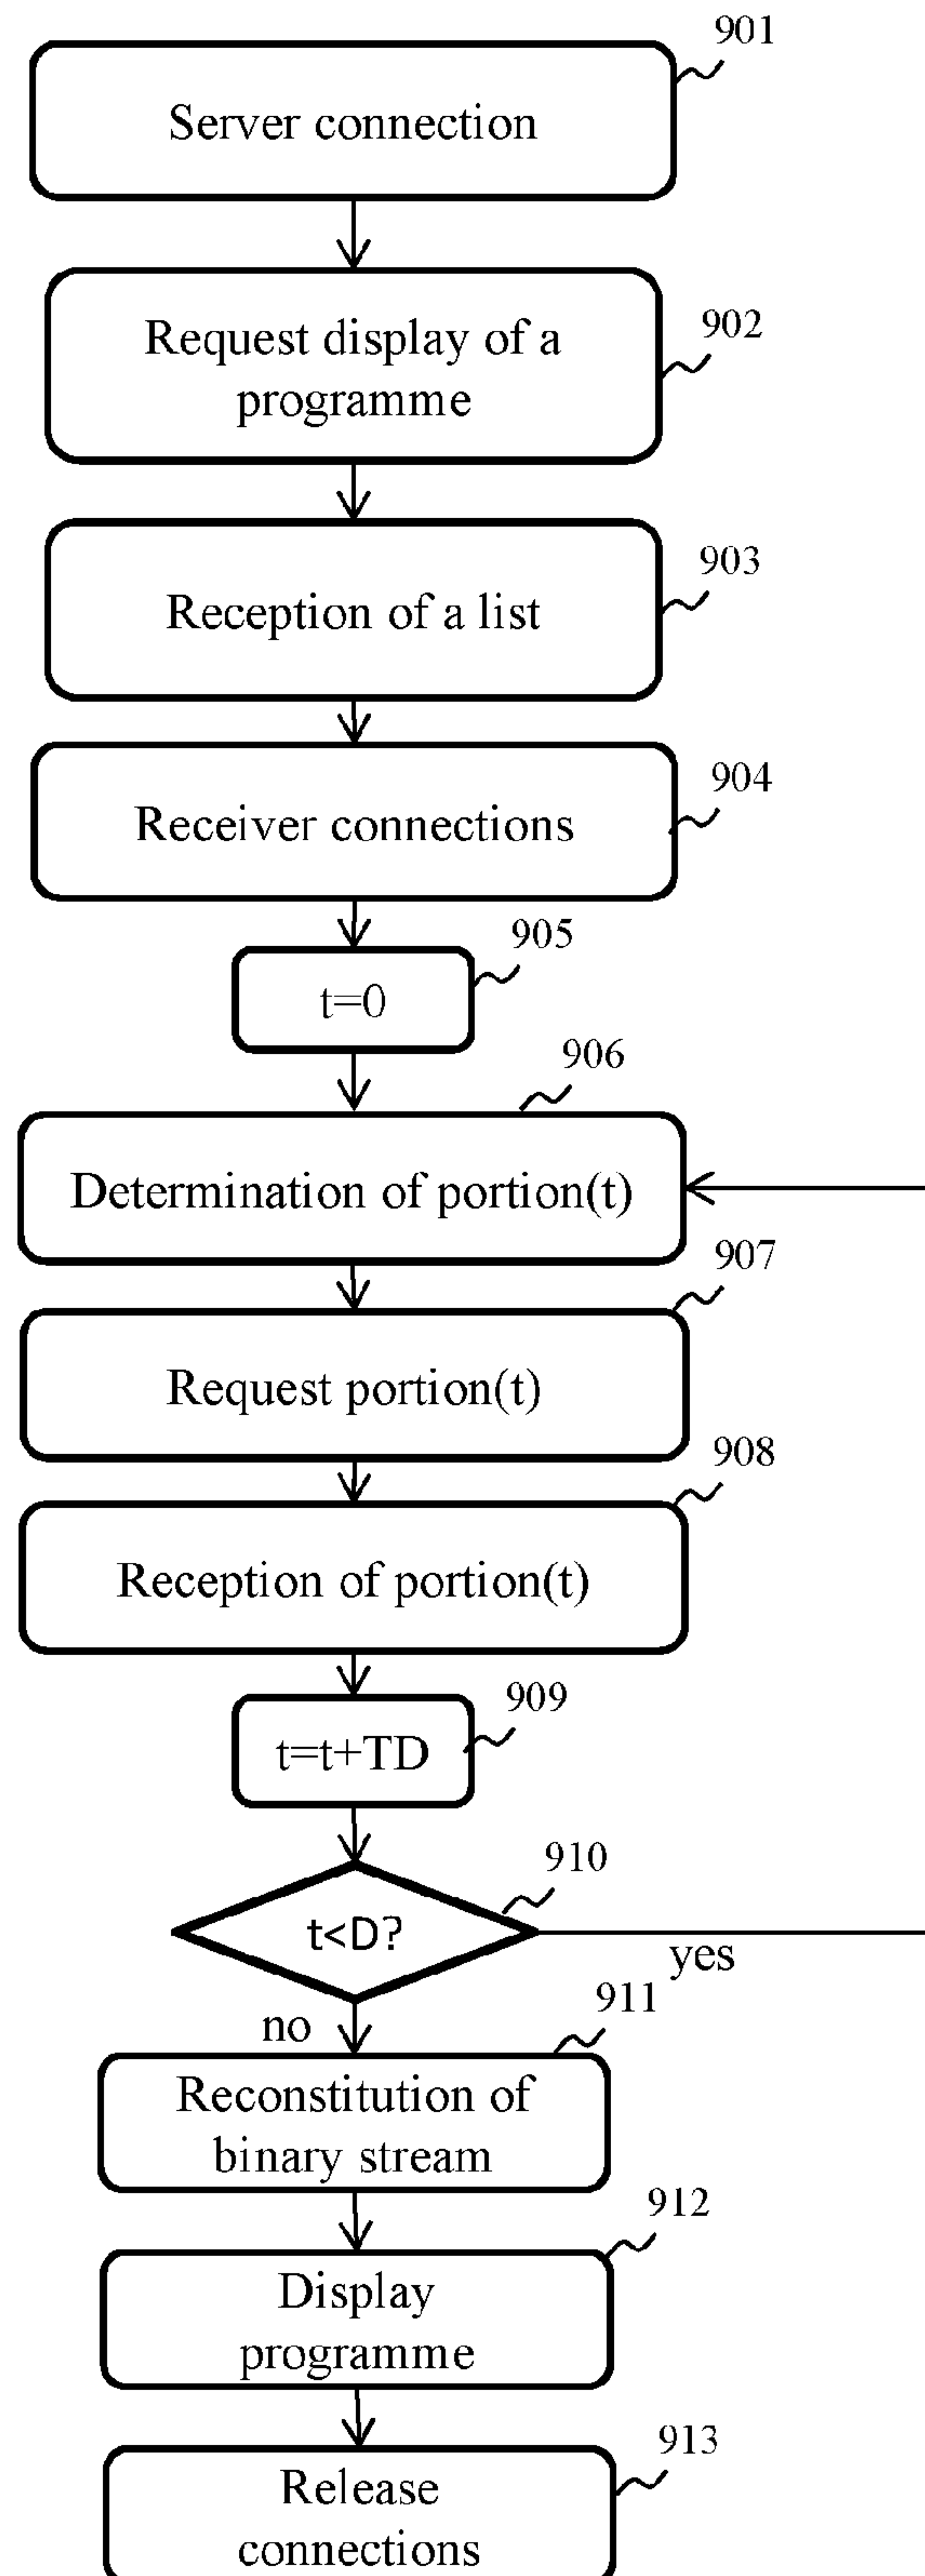 901
Server connection
902
Request display of a
programme
903
Reception of a list
904
Receiver connections
905
t=0
906
Determination of portion(t)
907
Request portion(t)
908
Reception of portion(t)
909
t=t+TD
910
t<D?
yes
no
911
Reconstitution of
binary stream
912
Display
programme
913
Release
connections